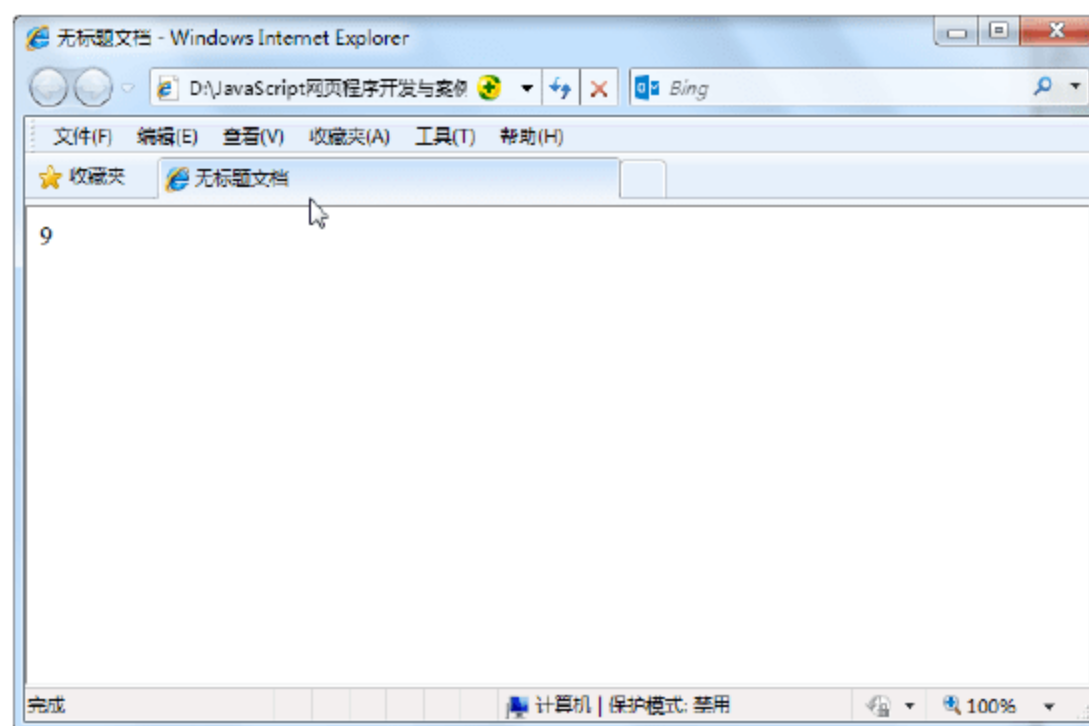 无标题文档 - Windows Internet Explorer
D:\JavaScript网页程序开发与案例 Bing
文件(F) 编辑(E) 查看(V) 收藏夹(A) 工具(T) 帮助(H)
收藏夹 无标题文档
9
完成 计算机 | 保护模式: 禁用 100%